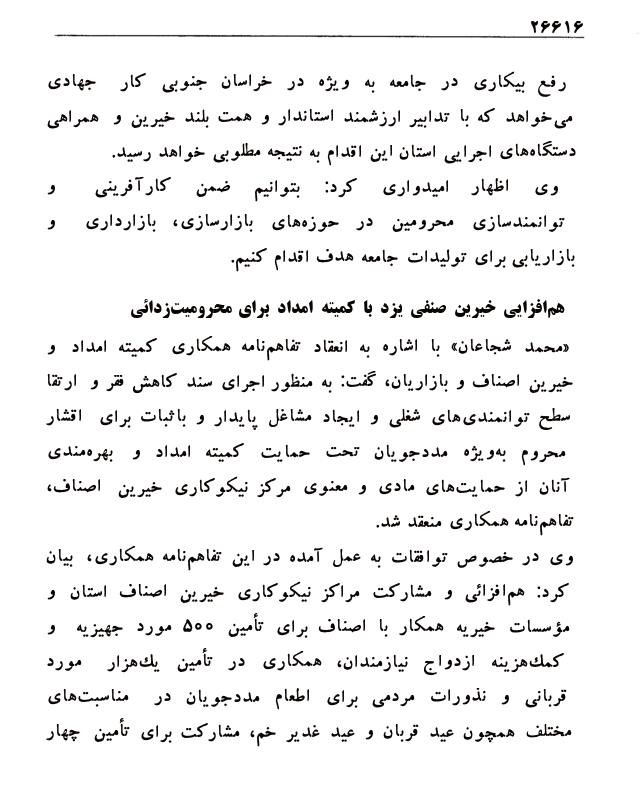 ۲۶۶۱۶
رفع بیکاری در جامعه به ویژه در خراسان جنوبی کار جهادی
می‌خواهد که با تدابیر ارزشمند استاندار و همت بلند خیرین و همراهی
دستگاه‌های اجرایی استان این اقدام به نتیجه مطلوبی خواهد رسید.
وی اظهار امیدواری کرد: بتوانیم ضمن کارآفرینی و
توانمندسازی محرومین در حوزه‌های بازارسازی، بازارداری و
بازاریابی برای تولیدات جامعه هدف اقدام کنیم.
هم‌افزایی خیرین صنفی یزد با کمیته امداد برای محرومیت‌زدائی
«محمد شجاعان» با اشاره به انعقاد تفاهم‌نامه همکاری کمیته امداد و
خیرین اصناف و بازاریان، گفت: به منظور اجرای سند کاهش فقر و ارتقا
سطح توانمندی‌های شغلی و ایجاد مشاغل پایدار و باثبات برای اقشار
محروم به‌ویژه مددجویان تحت حمایت کمیته امداد و بهره‌مندی
آنان از حمایت‌های مادی و معنوی مرکز نیکوکاری خیرین اصناف،
تفاهم‌نامه همکاری منعقد شد.
وی در خصوص توافقات به عمل آمده در این تفاهم‌نامه همکاری، بیان
کرد: هم‌افزائی و مشارکت مراکز نیکوکاری خیرین اصناف استان و
مؤسسات خیریه همکار با اصناف برای تأمین ۵۰۰ مورد جهیزیه و
کمك‌هزینه ازدواج نیازمندان، همکاری در تأمین یك‌هزار مورد
قربانی و نذورات مردمی برای اطعام مددجویان در مناسبت‌های
مختلف همچون عید قربان و عید غدیر خم، مشارکت برای تأمین چهار